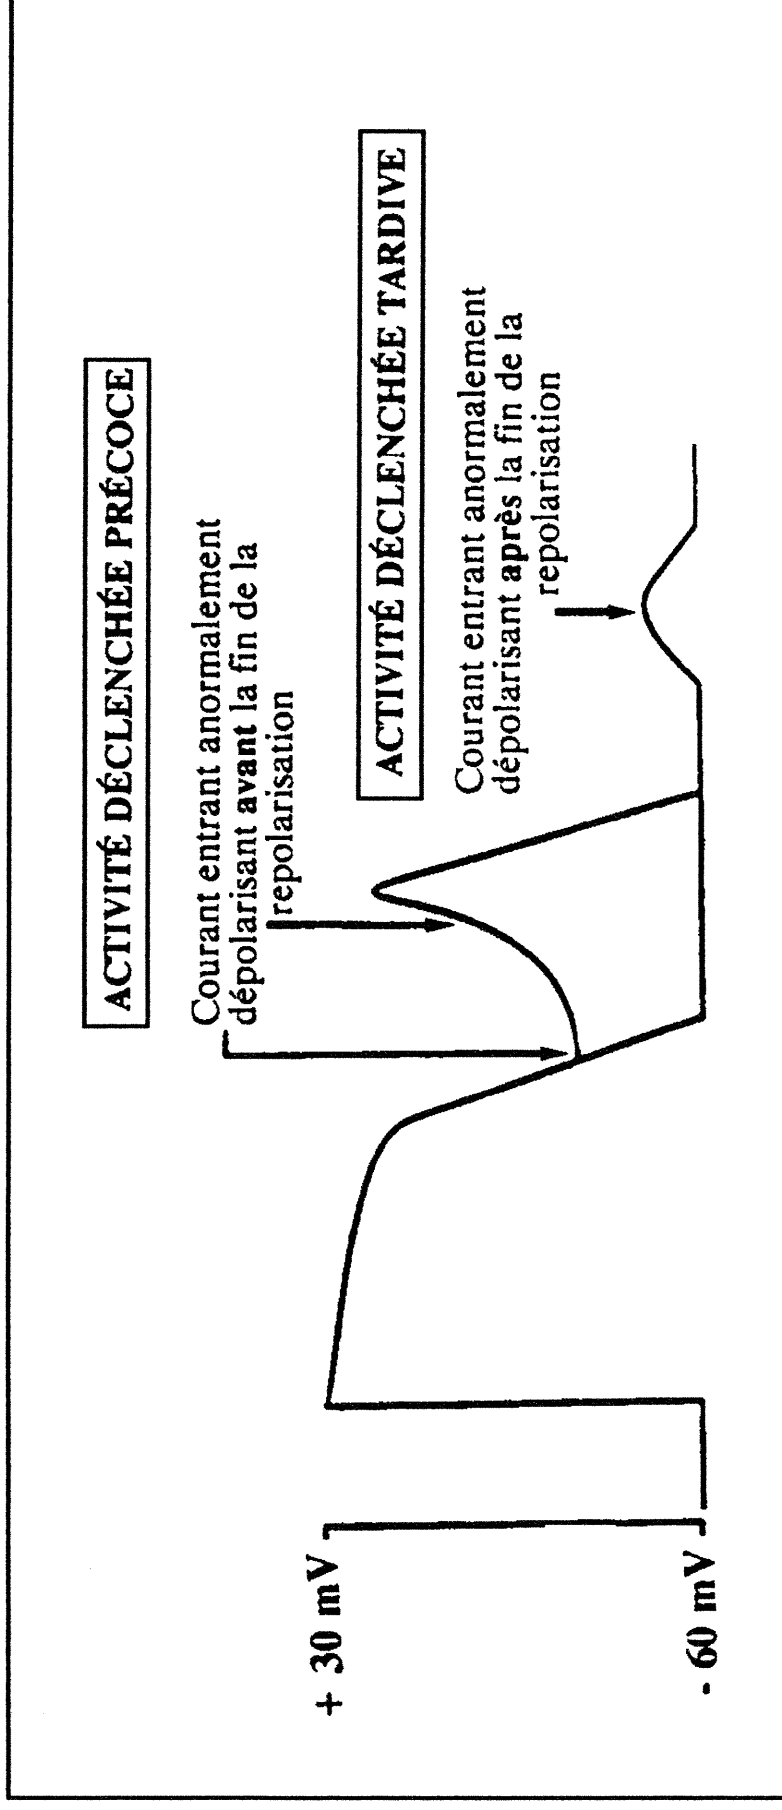 ACTIVITÉ DÉCLENCHÉE PRÉCOCE
Courant entrant anormalement
dépolarisant avant la fin de la
repolarisation
ACTIVITÉ DÉCLENCHÉE TARDIVE
Courant entrant anormalement
dépolarisant après la fin de la
repolarisation
+ 30 mV
- 60 mV